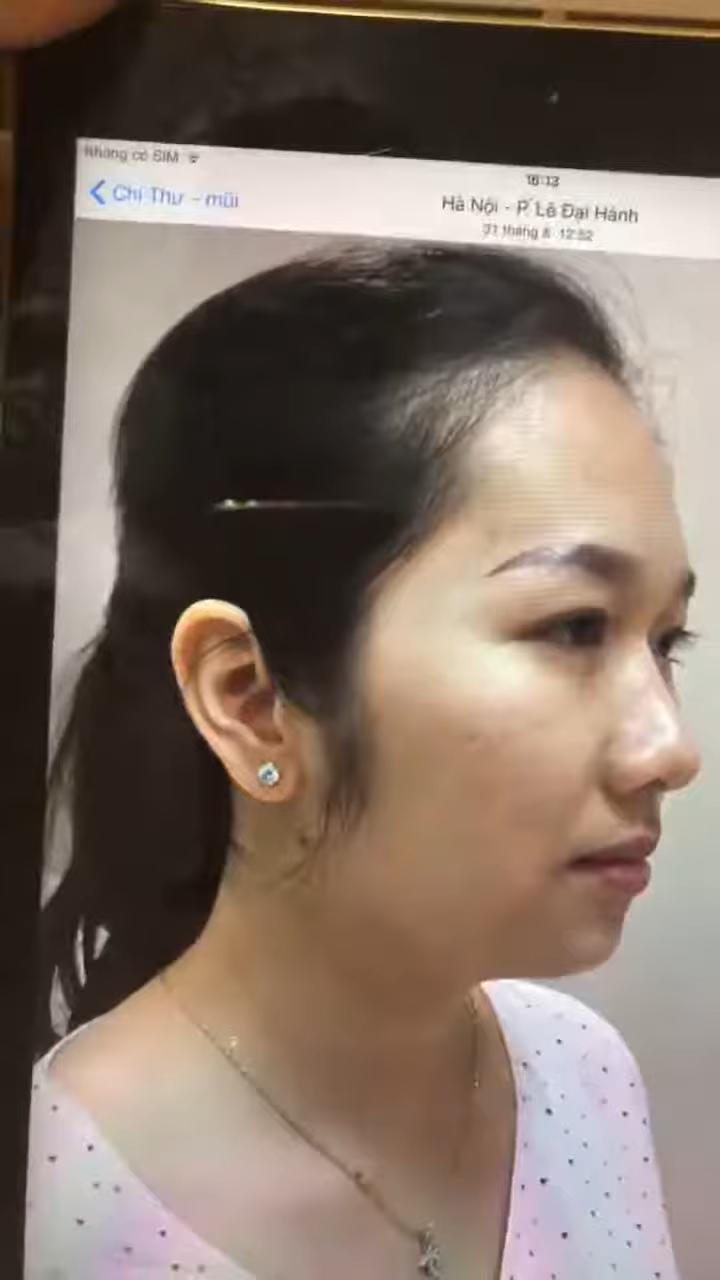 Không có SIM
16:13
Chị Thư - mũi
Hà Nội - P. Lê Đại Hành
31 tháng 8 12:52